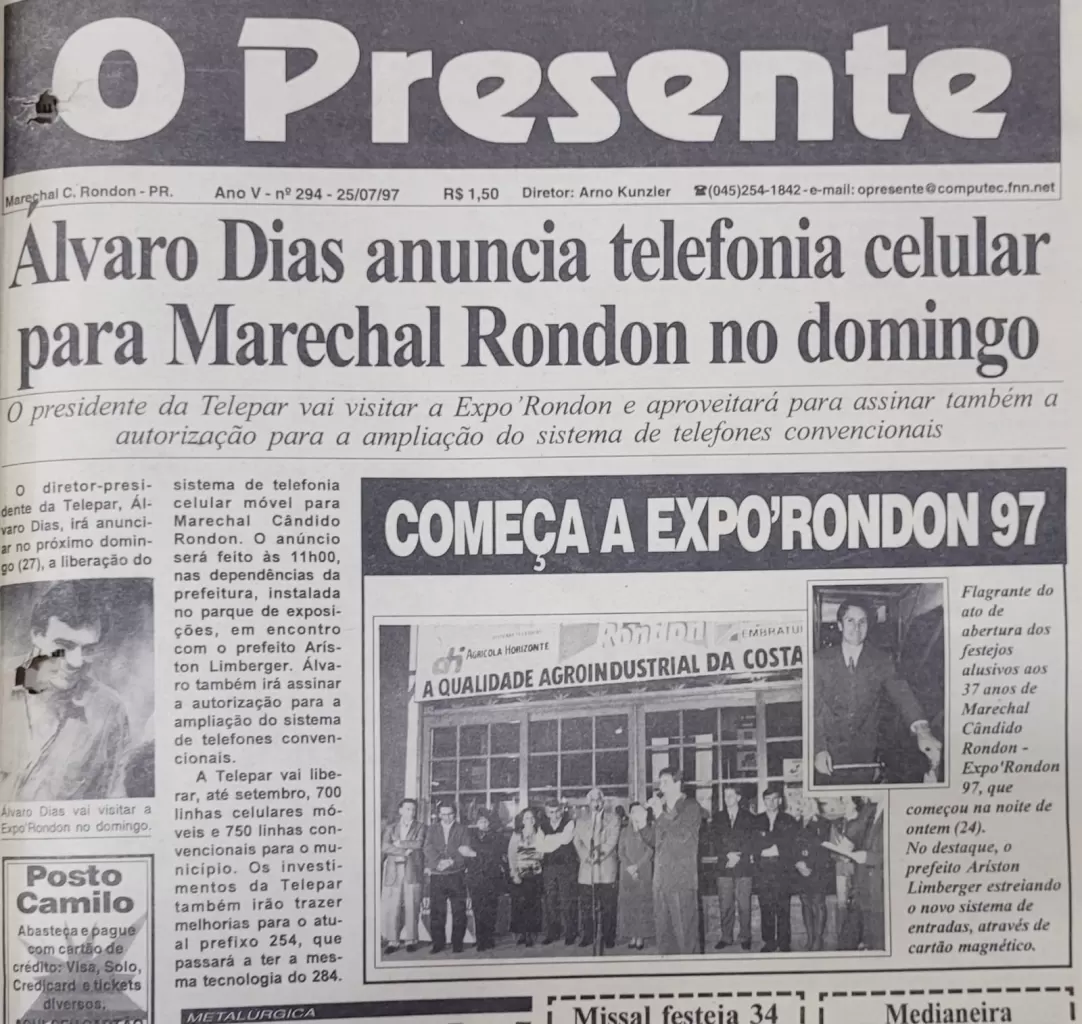 O Presente
Marechal C. Rondon - PR. Ano V - nº 294 - 25/07/97 R$ 1,50 Diretor: Arno Kunzler ☎(045)254-1842 - e-mail: opresente@computec.fnn.net
Álvaro Dias anuncia telefonia celular
para Marechal Rondon no domingo
O presidente da Telepar vai visitar a Expo'Rondon e aproveitará para assinar também a
autorização para a ampliação do sistema de telefones convencionais
O diretor-presi-
dente da Telepar, Ál-
varo Dias, irá anunci-
ar no próximo domin-
go (27), a liberação do
Álvaro Dias vai visitar a
Expo'Rondon no domingo.
sistema de telefonia
celular móvel para
Marechal Cândido
Rondon. O anúncio
será feito às 11h00,
nas dependências da
prefeitura, instalada
no parque de exposi-
ções, em encontro
com o prefeito Aris-
ton Limberger. Álva-
ro também irá assinar
a autorização para a
ampliação do sistema
de telefones conven-
cionais.
A Telepar vai libe-
rar, até setembro, 700
linhas celulares mó-
veis e 750 linhas con-
vencionais para o mu-
nicípio. Os investi-
mentos da Telepar
também irão trazer
melhorias para o atu-
al prefixo 254, que
passará a ter a mes-
ma tecnologia do 284.
COMEÇA A EXPO'RONDON 97
AGRICOLA HORIZONTE
Rondon
EMBRATUR
A QUALIDADE AGROINDUSTRIAL DA COSTA
Flagrante do
ato de
abertura dos
festejos
alusivos aos
37 anos de
Marechal
Cândido
Rondon -
Expo'Rondon
97, que
começou na noite de
ontem (24).
No destaque, o
prefeito Ariston
Limberger estreiando
o novo sistema de
entradas, através de
cartão magnético.
Posto
Camilo
Abasteça e pague
com cartão de
crédito: Visa, Solo,
Credicard e tickets
diversos,
METALÚRGICA
Missal festeja 34
Medianeira